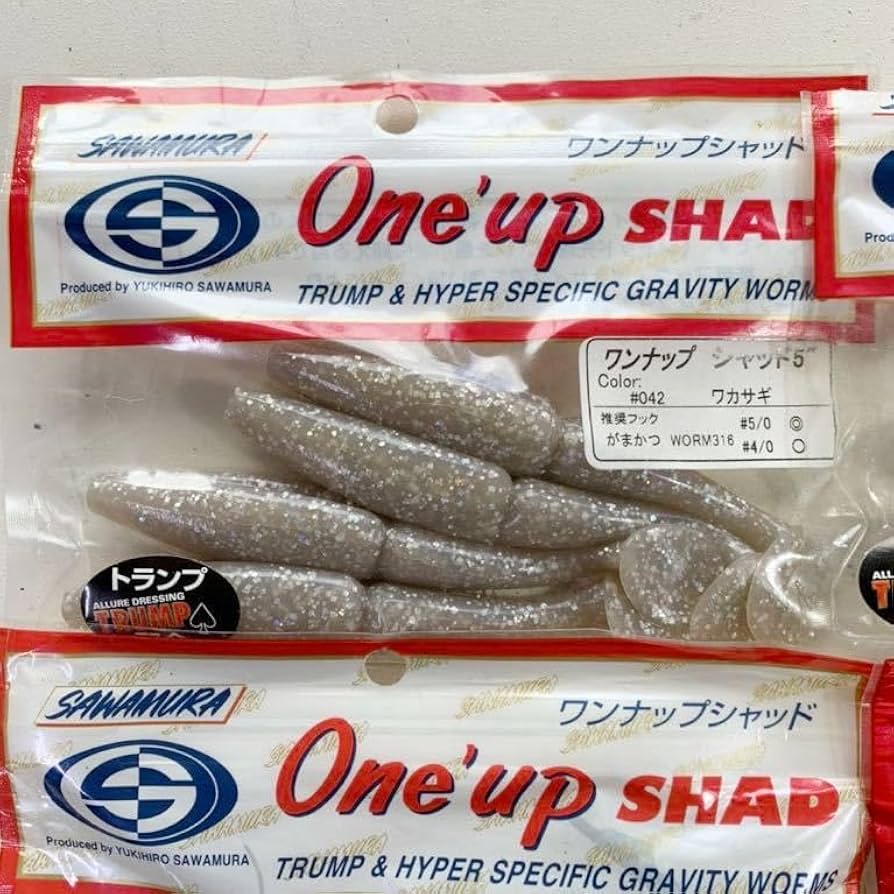 SAWAMURA
ワンナップシャッド
One'up SHAD
Produced by YUKIHIRO SAWAMURA
TRUMP & HYPER SPECIFIC GRAVITY WORMS
Produ
ワンナップ シャッド5"
Color:
#042 ワカサギ
推奨フック #5/0 ◎
がまかつ WORM316 #4/0 ○
トランプ
ALLURE DRESSING
TRUMP
ALL
T
SAWAMURA
ワンナップシャッド
One'up SHAD
Produced by YUKIHIRO SAWAMURA
TRUMP & HYPER SPECIFIC GRAVITY WORMS